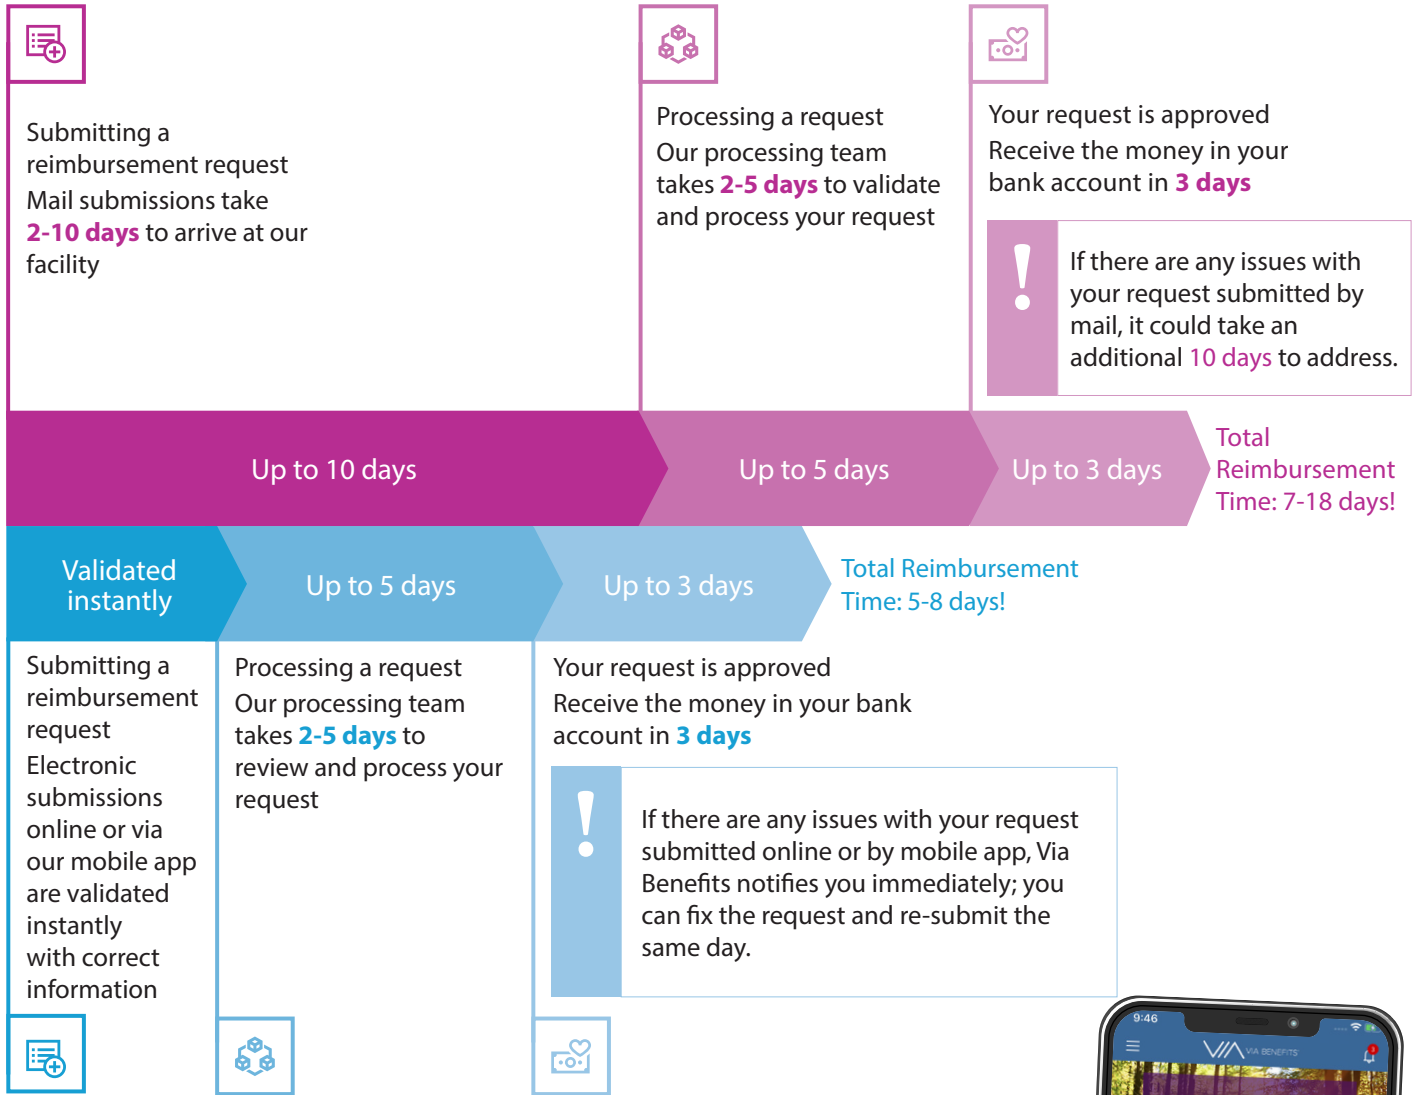 Submitting a
reimbursement request
Mail submissions take
2-10 days to arrive at our
facility
Processing a request
Our processing team
takes 2-5 days to validate
and process your request
Your request is approved
Receive the money in your
bank account in 3 days
!
If there are any issues with
your request submitted by
mail, it could take an
additional 10 days to address.
Up to 10 days
Up to 5 days
Up to 3 days
Total
Reimbursement
Time: 7-18 days!
Validated
instantly
Up to 5 days
Up to 3 days
Total Reimbursement
Time: 5-8 days!
Submitting a
reimbursement
request
Electronic
submissions
online or via
our mobile app
are validated
instantly
with correct
information
Processing a request
Our processing team
takes 2-5 days to
review and process your
request
Your request is approved
Receive the money in your bank
account in 3 days
!
If there are any issues with your request
submitted online or by mobile app, Via
Benefits notifies you immediately; you
can fix the request and re-submit the
same day.
9:46
VIA VIA BENEFITS